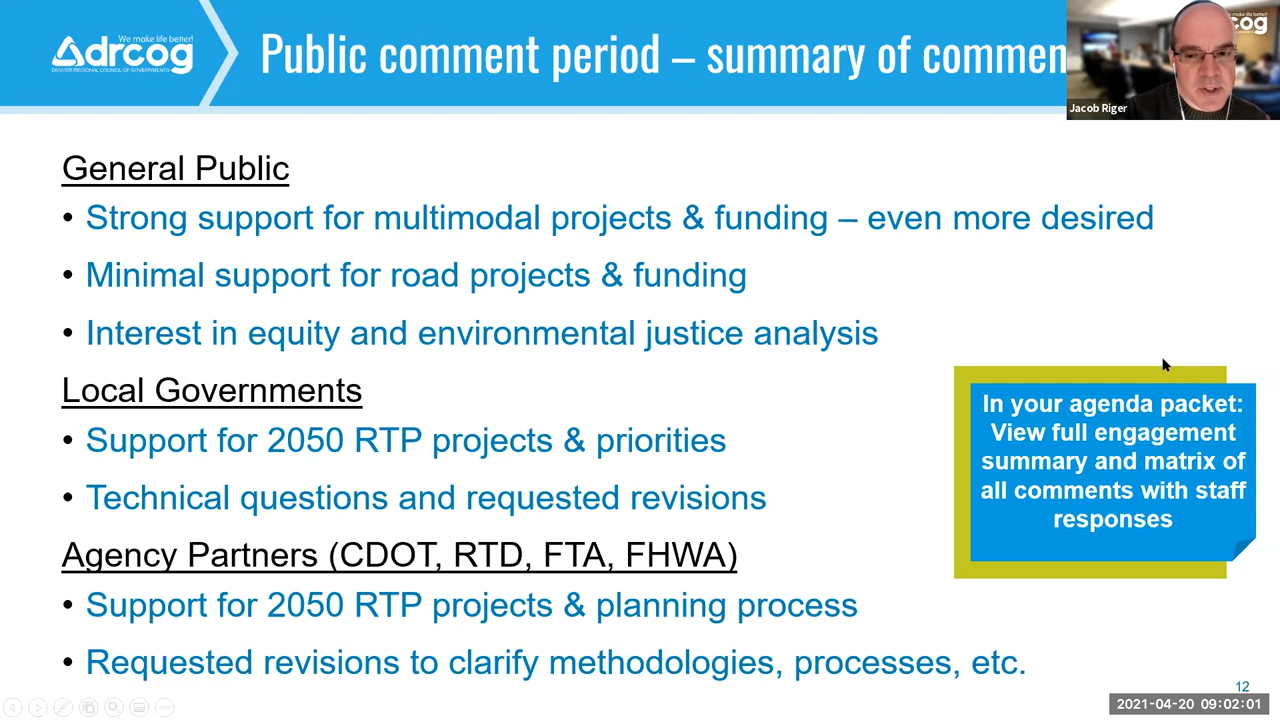 We make life better!
drcog
DENVER REGIONAL COUNCIL OF GOVERNMENTS
Public comment period – summary of commen
cog
Jacob Riger
General Public
• Strong support for multimodal projects & funding – even more desired
• Minimal support for road projects & funding
• Interest in equity and environmental justice analysis
Local Governments
• Support for 2050 RTP projects & priorities
• Technical questions and requested revisions
Agency Partners (CDOT, RTD, FTA, FHWA)
• Support for 2050 RTP projects & planning process
• Requested revisions to clarify methodologies, processes, etc.
In your agenda packet:
View full engagement
summary and matrix of
all comments with staff
responses
12
2021-04-20 09:02:01